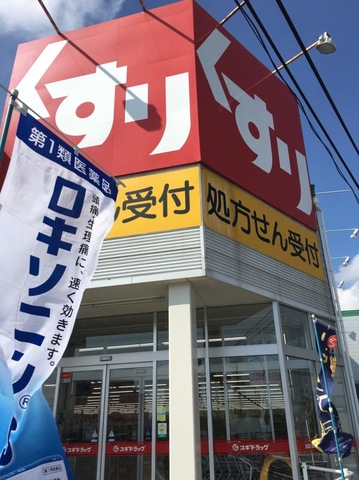 くすり
くすり
ん受付
処方せん受付
第1類医薬品
ロキソニン®
頭痛・生理痛に、速く効きます。
スギドラッグ
スギドラッグ